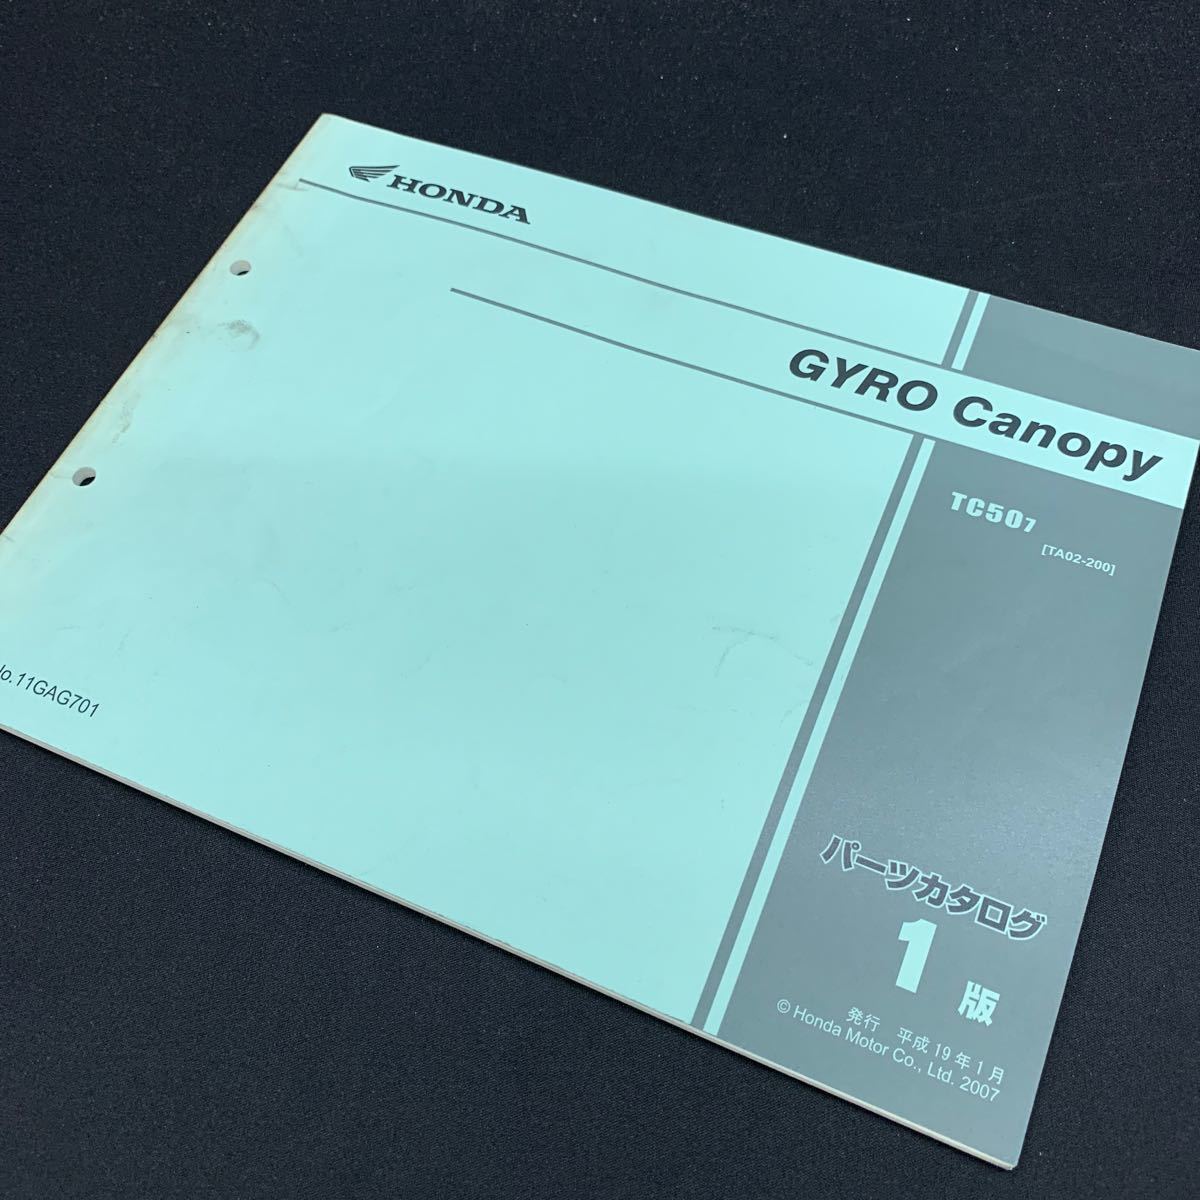 HONDA
GYRO Canopy
TC507
[TA02-200]
パーツカタログ
1版
発行 平成19年1月
© Honda Motor Co., Ltd. 2007
No.11GAG701